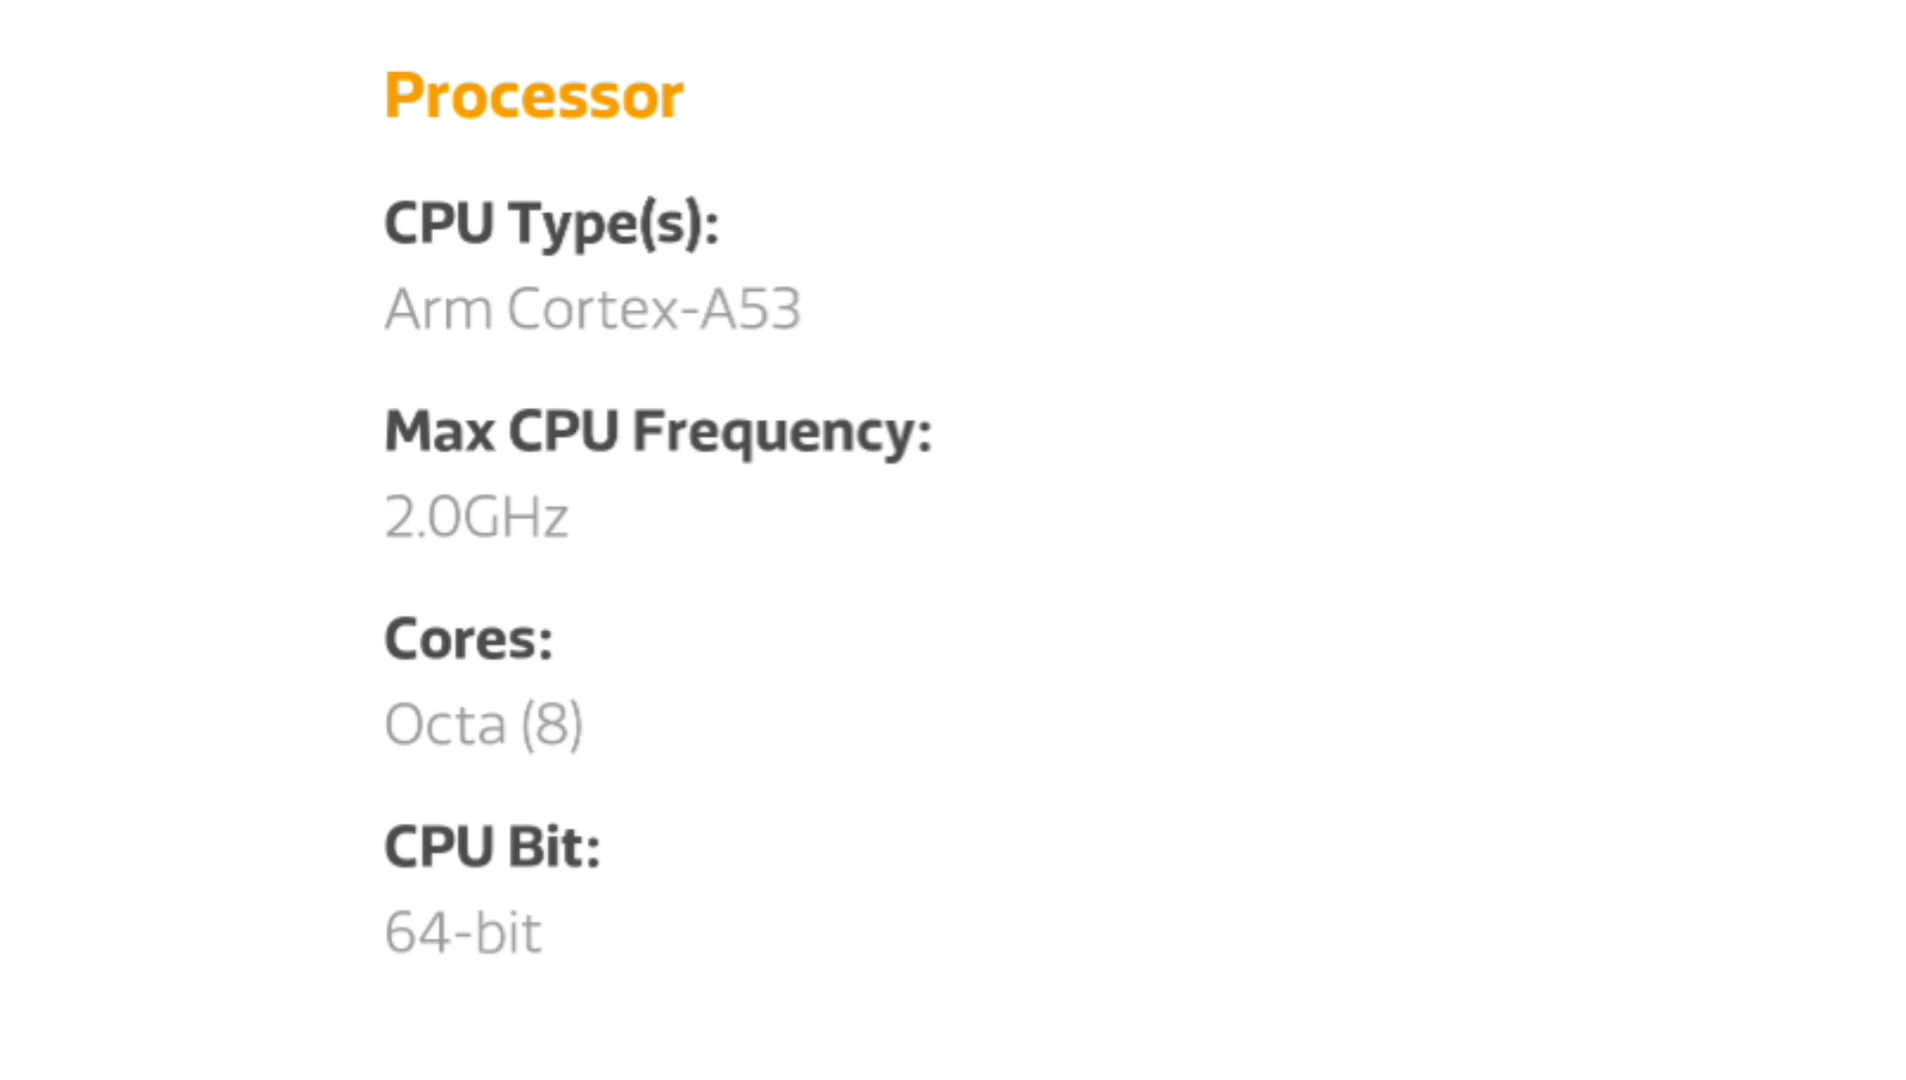 Processor
CPU Type(s):
Arm Cortex-A53
Max CPU Frequency:
2.0GHz
Cores:
Octa (8)
CPU Bit:
64-bit